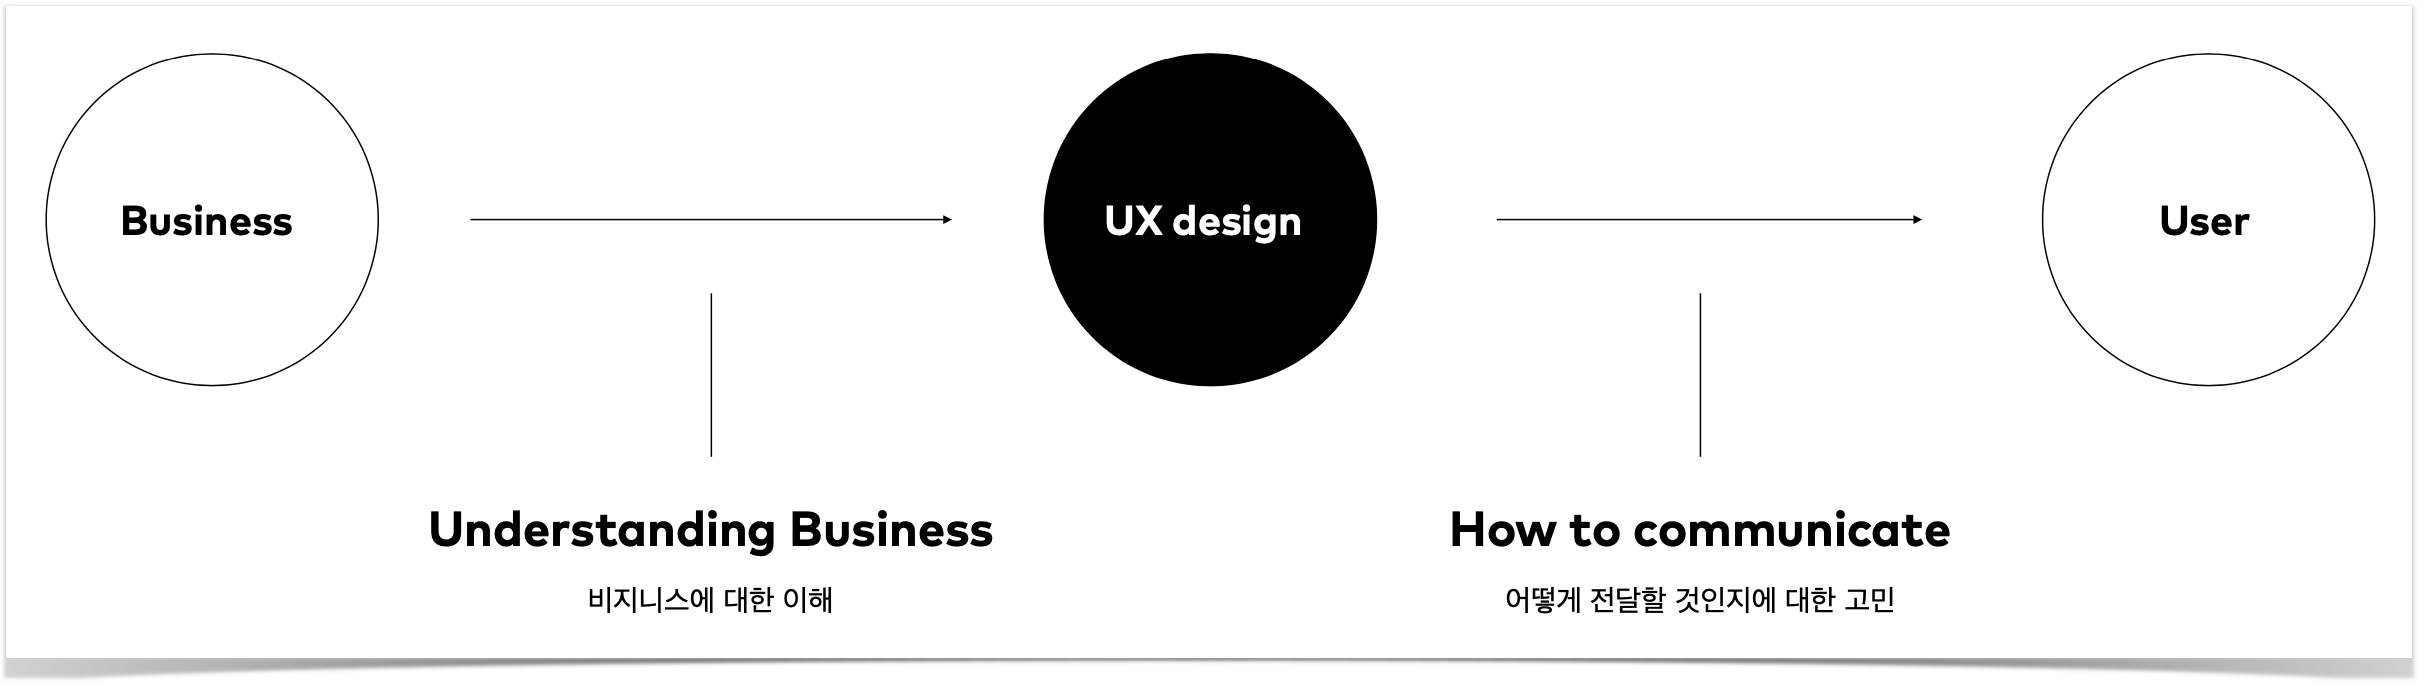 Business
UX design
User
Understanding Business
비지니스에 대한 이해
How to communicate
어떻게 전달할 것인지에 대한 고민